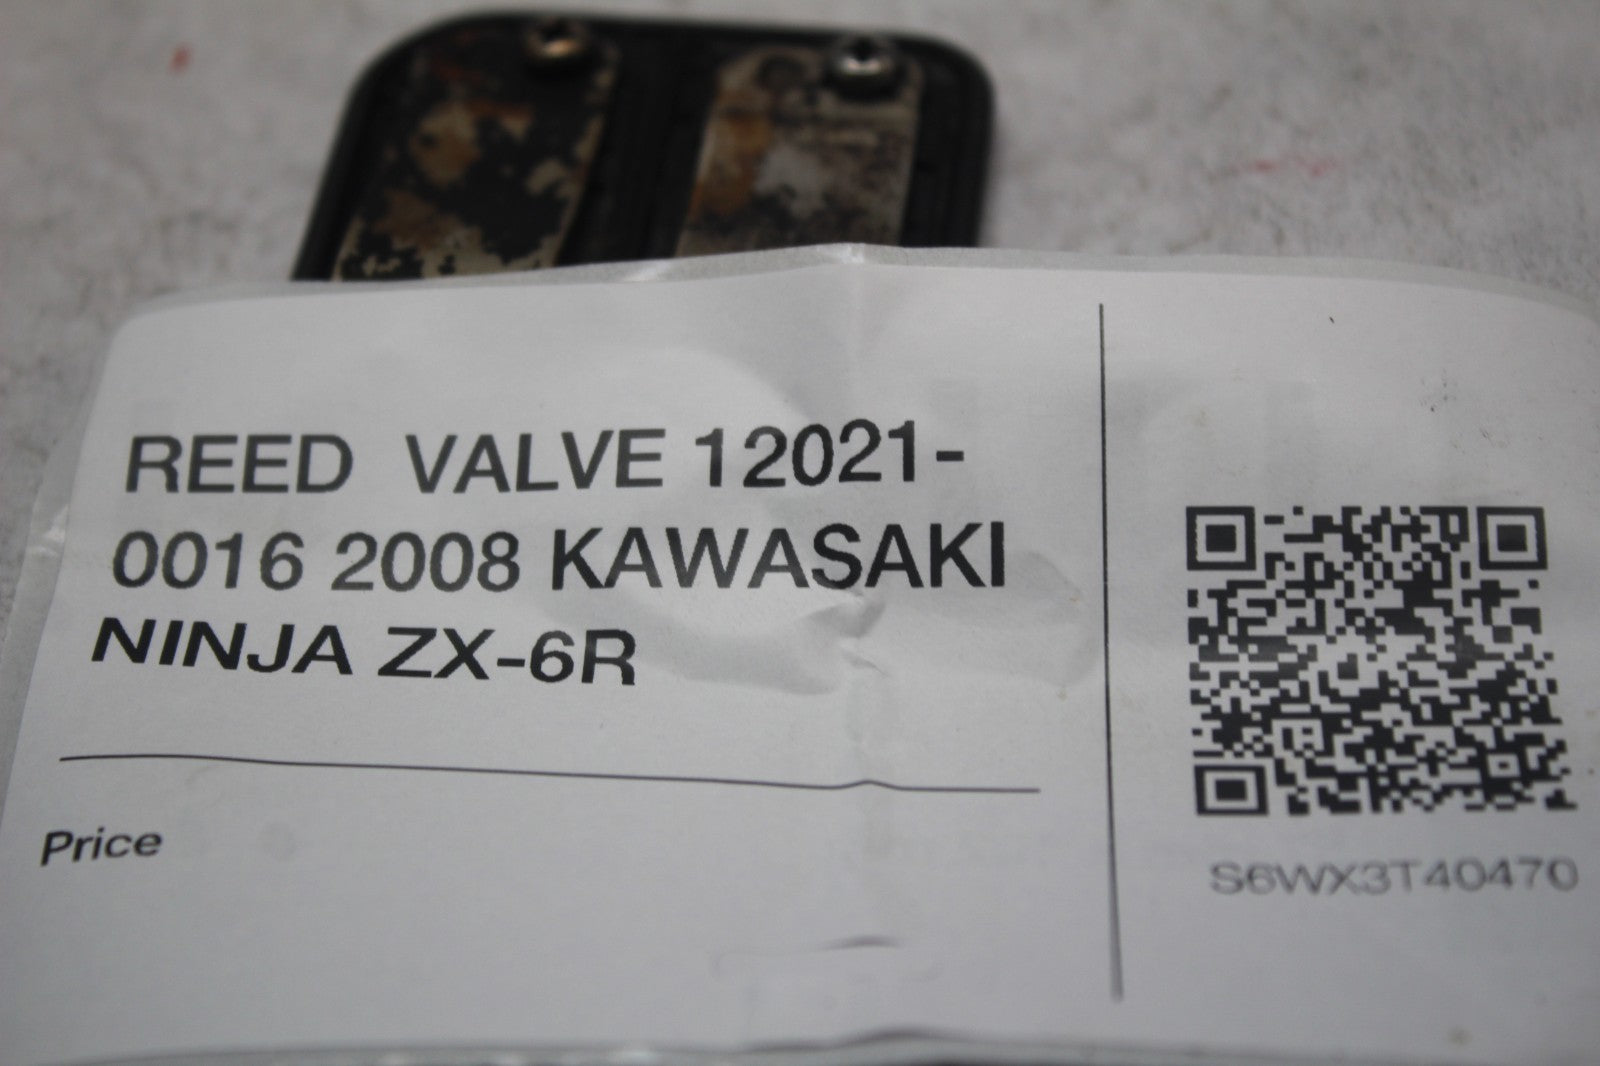 REED VALVE 12021-
0016 2008 KAWASAKI
NINJA ZX-6R
Price
S6WX3T40470